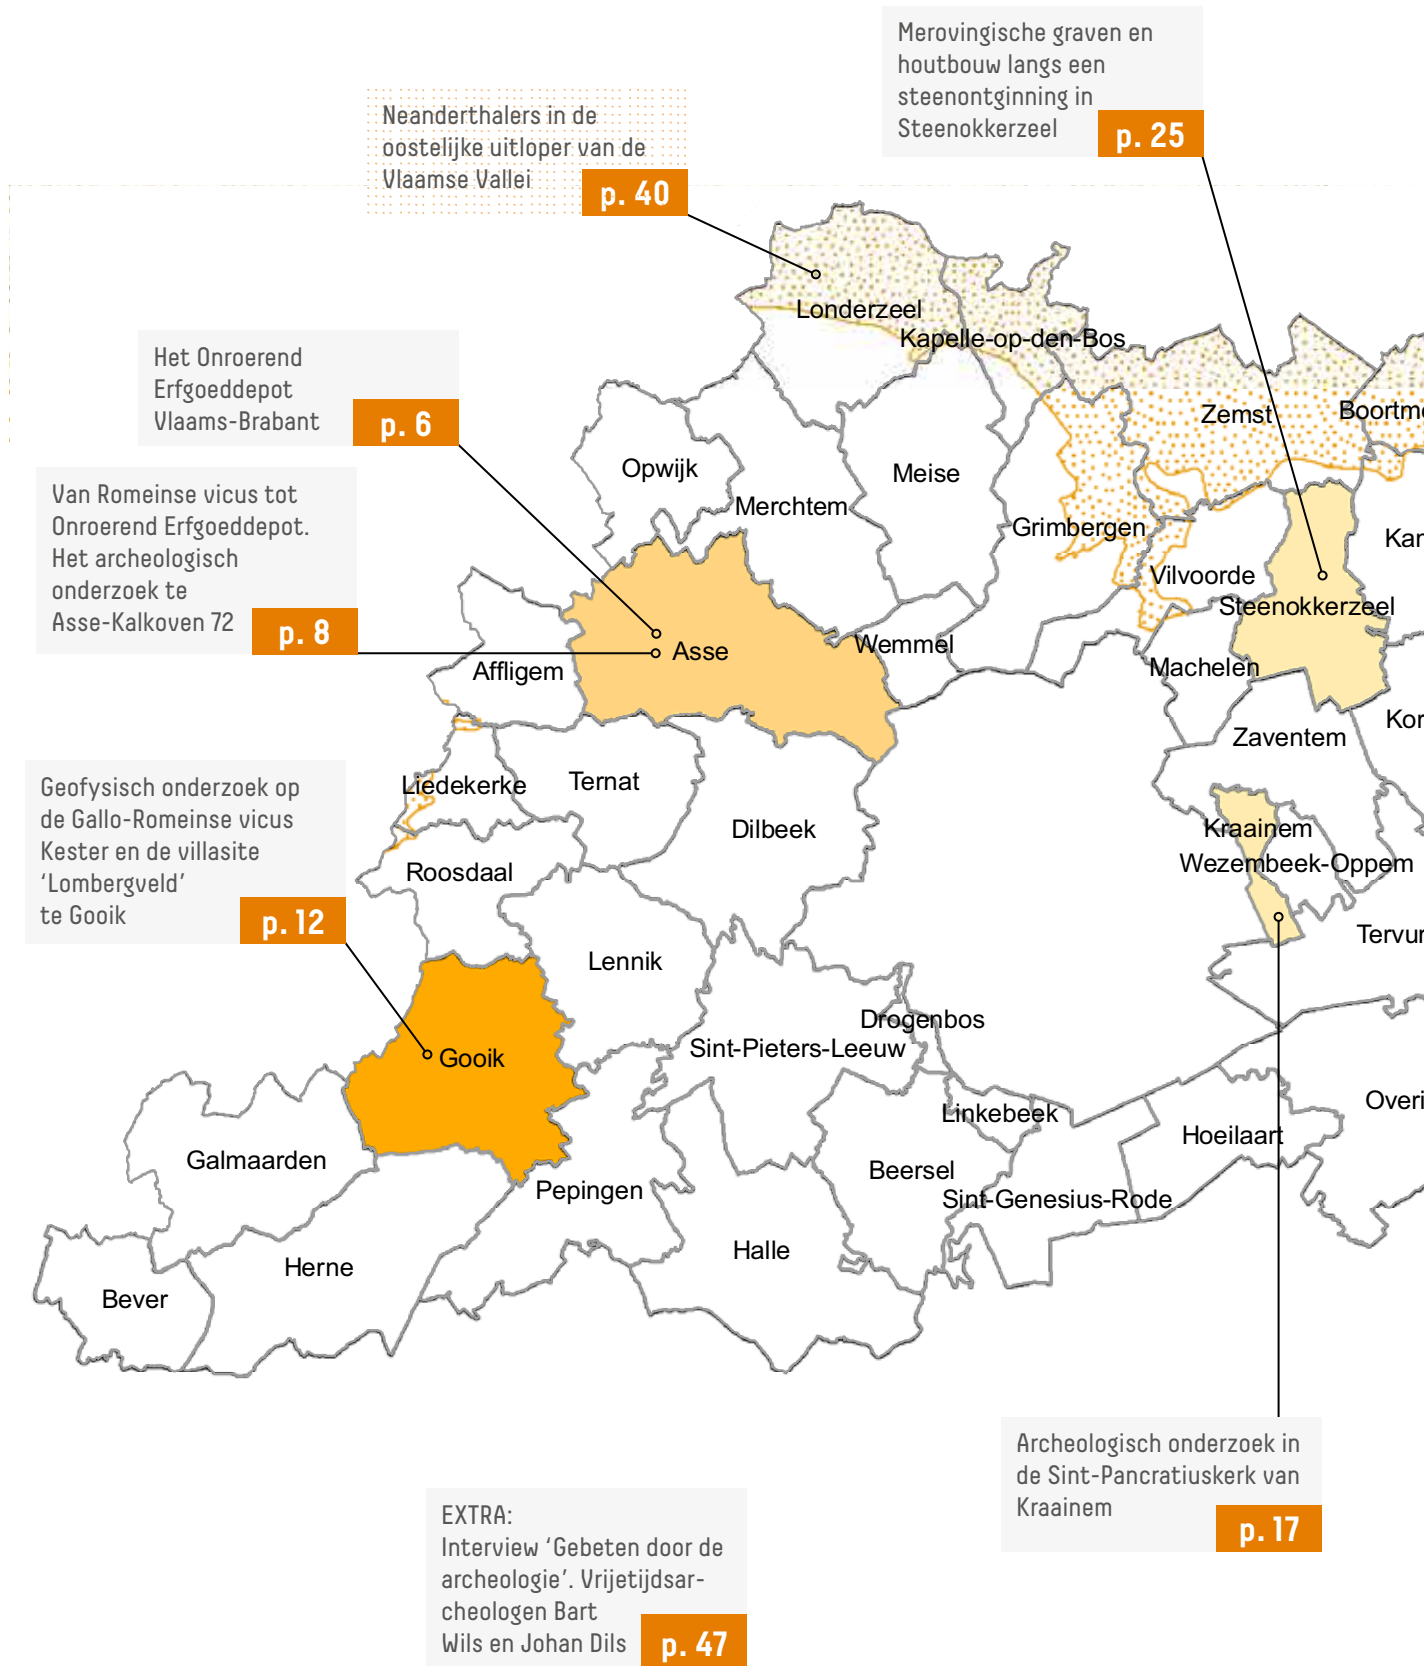 Merovingische graven en
houtbouw langs een
steenontginning in
Steenokkerzeel
p. 25
Neanderthalers in de
oostelijke uitloper van de
Vlaamse Vallei
p. 40
Het Onroerend
Erfgoeddepot
Vlaams-Brabant
p. 6
Van Romeinse vicus tot
Onroerend Erfgoeddepot.
Het archeologisch
onderzoek te
Asse-Kalkoven 72
p. 8
Geofysisch onderzoek op
de Gallo-Romeinse vicus
Kester en de villasite
‘Lombergveld’
te Gooik
p. 12
Londerzeel
Kapelle-op-den-Bos
Zemst
Boortme
Opwijk
Meise
Merchtem
Grimbergen
Kan
Vilvoorde
Steenokkerzeel
Asse
Wemmel
Affligem
Machelen
Kor
Zaventem
Liedekerke
Ternat
Dilbeek
Kraainem
Wezembeek-Oppem
Roosdaal
Tervur
Lennik
Drogenbos
Sint-Pieters-Leeuw
Gooik
Overi
Linkebeek
Hoeilaart
Galmaarden
Beersel
Pepingen
Sint-Genesius-Rode
Halle
Herne
Bever
Archeologisch onderzoek in
de Sint-Pancratiuskerk van
Kraainem
p. 17
EXTRA:
Interview ‘Gebeten door de
archeologie’. Vrijetijdsar-
cheologen Bart
Wils en Johan Dils
p. 47